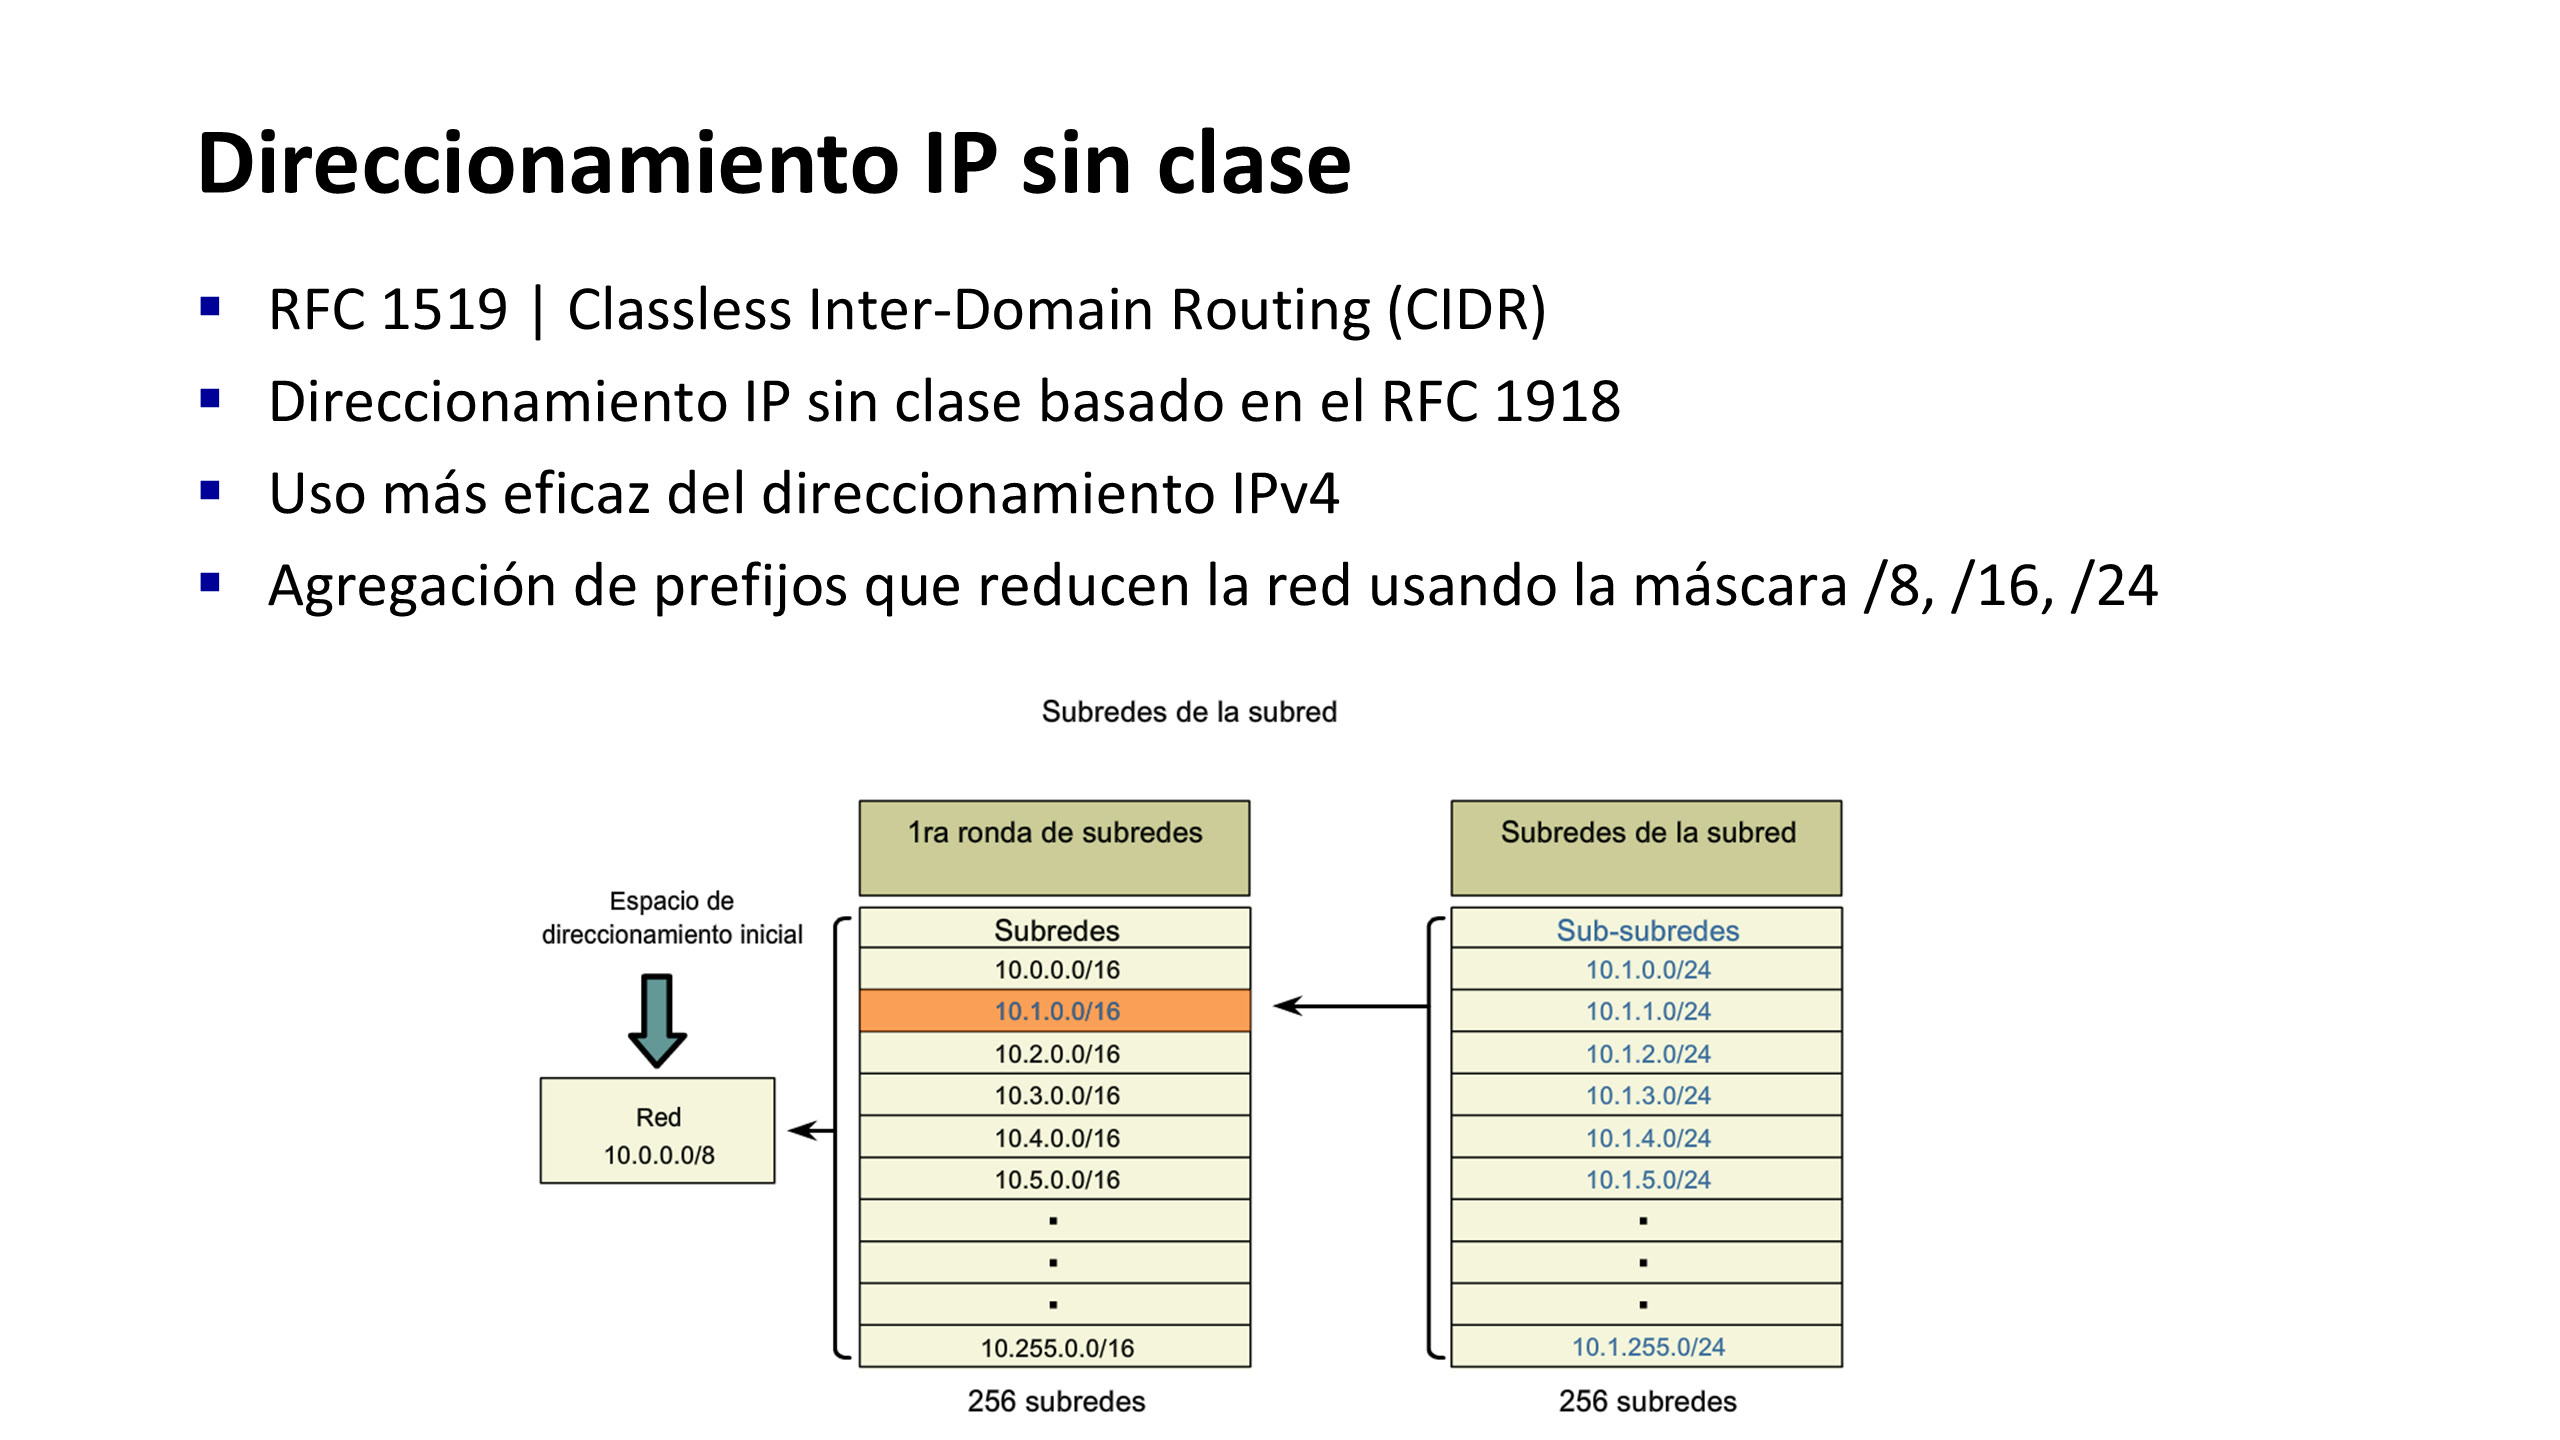 Direccionamiento IP sin clase
▪ RFC 1519 | Classless Inter-Domain Routing (CIDR)
▪ Direccionamiento IP sin clase basado en el RFC 1918
▪ Uso más eficaz del direccionamiento IPv4
▪ Agregación de prefijos que reducen la red usando la máscara /8, /16, /24
Subredes de la subred
Espacio de
direccionamiento inicial
Red
10.0.0.0/8
1ra ronda de subredes
Subredes
10.0.0.0/16
10.1.0.0/16
10.2.0.0/16
10.3.0.0/16
10.4.0.0/16
10.5.0.0/16
.
.
.
10.255.0.0/16
256 subredes
Subredes de la subred
Sub-subredes
10.1.0.0/24
10.1.1.0/24
10.1.2.0/24
10.1.3.0/24
10.1.4.0/24
10.1.5.0/24
.
.
.
10.1.255.0/24
256 subredes